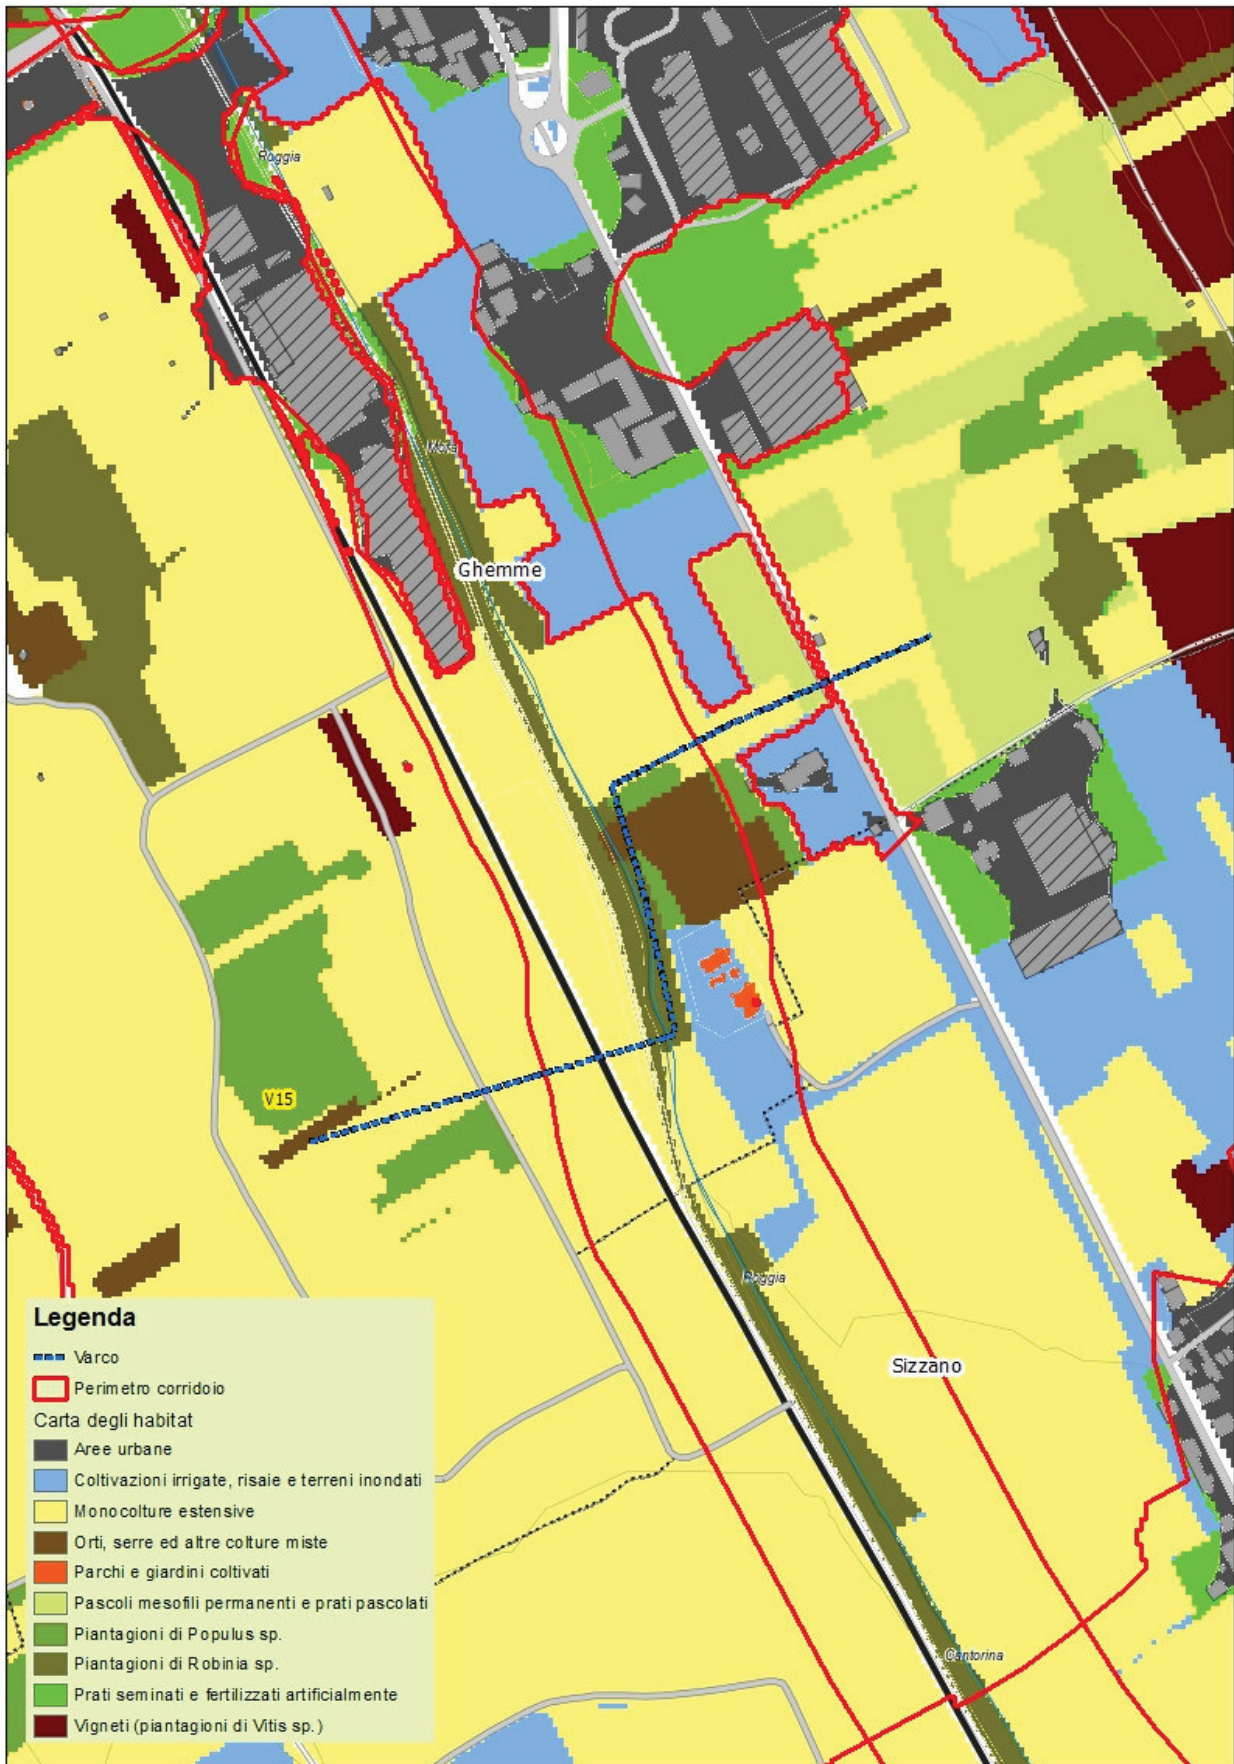 Roggia
Mora
Ghemme
V15
Roggia
Sizzano
Cantorina
Legenda
Varco
Perimetro corridoio
Carta degli habitat
Aree urbane
Coltivazioni irrigate, risaie e terreni inondati
Monocolture estensive
Orti, serre ed altre colture miste
Parchi e giardini coltivati
Pascoli mesofili permanenti e prati pascolati
Piantagioni di Populus sp.
Piantagioni di Robinia sp.
Prati seminati e fertilizzati artificialmente
Vigneti (piantagioni di Vitis sp.)